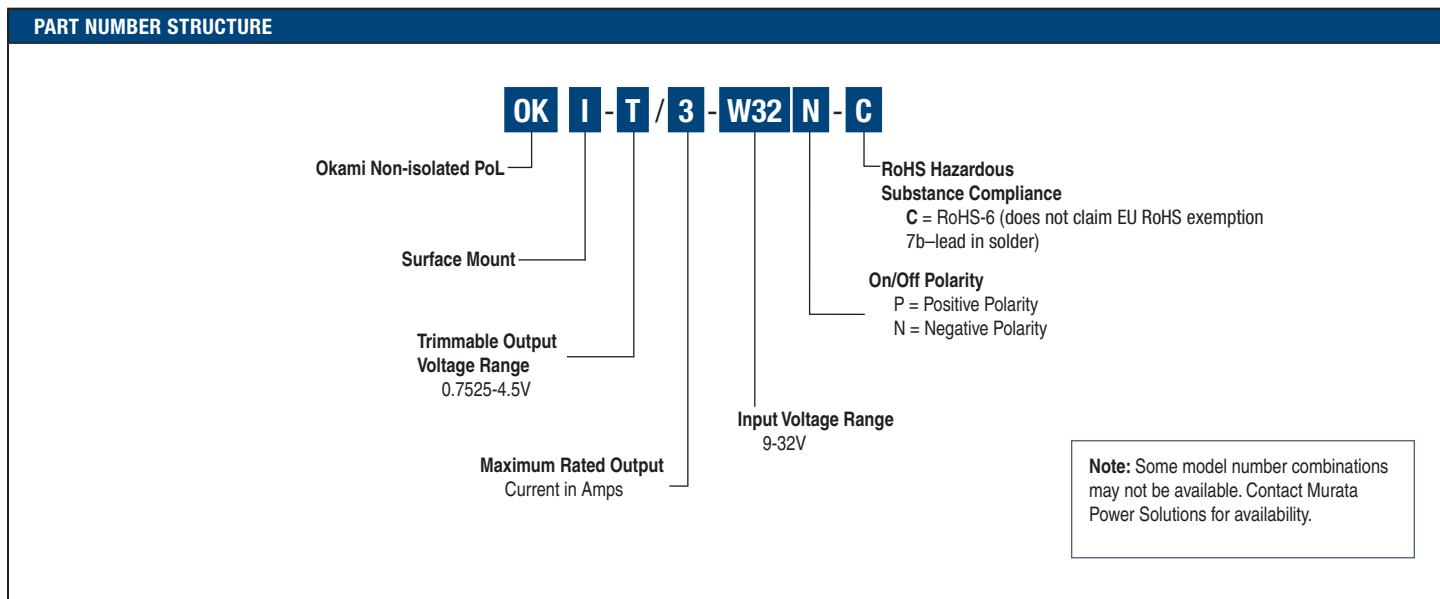 PART NUMBER STRUCTURE
OK I - T / 3 - W32 N - C
Okami Non-isolated PoL
RoHS Hazardous
Substance Compliance
C = RoHS-6 (does not claim EU RoHS exemption
7b–lead in solder)
Surface Mount
On/Off Polarity
P = Positive Polarity
N = Negative Polarity
Trimmable Output
Voltage Range
0.7525-4.5V
Input Voltage Range
9-32V
Maximum Rated Output
Current in Amps
Note: Some model number combinations
may not be available. Contact Murata
Power Solutions for availability.